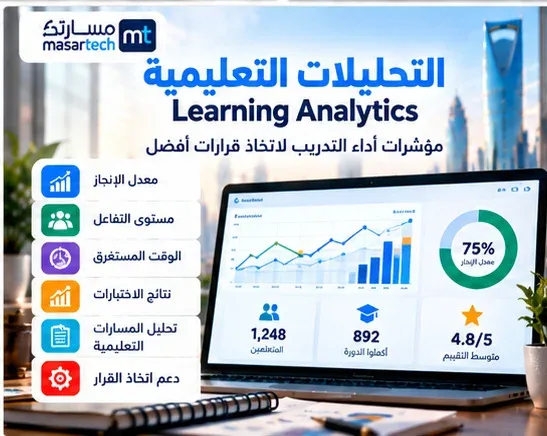 مسارتك
masartech
mt
التحليلات التعليمية
Learning Analytics
مؤشرات أداء التدريب لاتخاذ قرارات أفضل
معدل الإنجاز
مستوى التفاعل
الوقت المستغرق
نتائج الاختبارات
تحليل المسارات
التعليمية
دعم اتخاذ القرار
75%
معدل الإنجاز
1,248
المتعلمين
892
أكملوا الدورة
4.8/5
متوسط التقييم